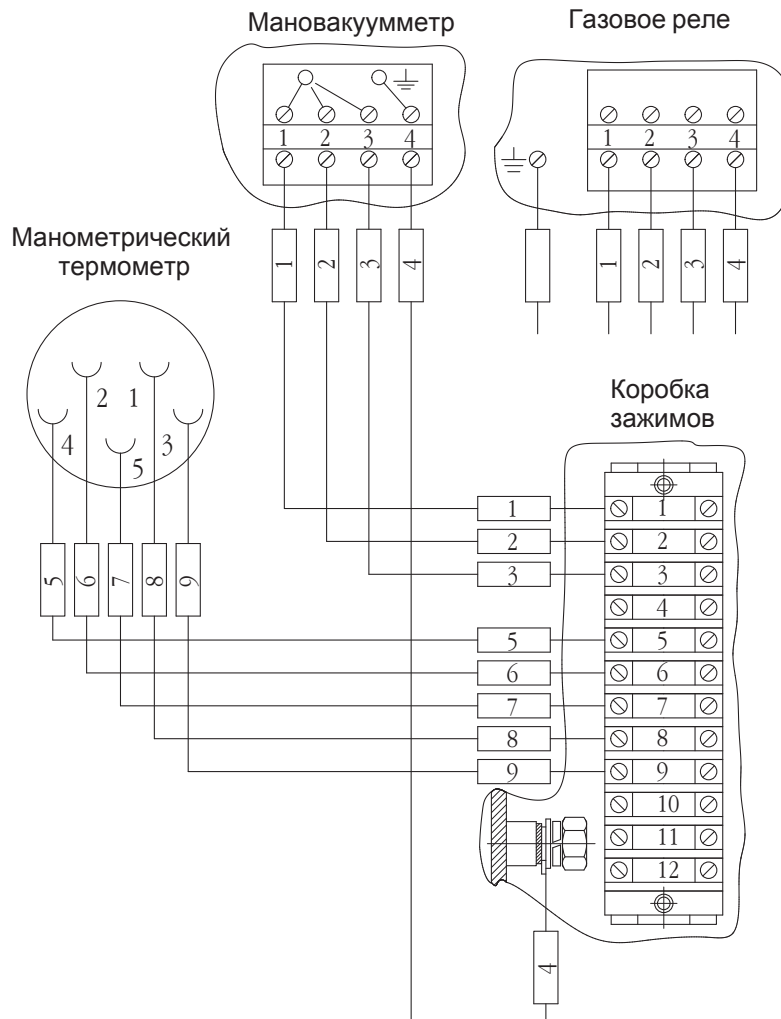 Мановакуумметр
Газовое реле
1 2 3 4
1 2 3 4
1 2 3 4
1 2 3 4
Манометрический
термометр
2 1
4 3
5
5 6 7 8 9
Коробка
зажимов
1 1
2 2
3 3
4
5 5
6 6
7 7
8 8
9 9
10
11
12
4